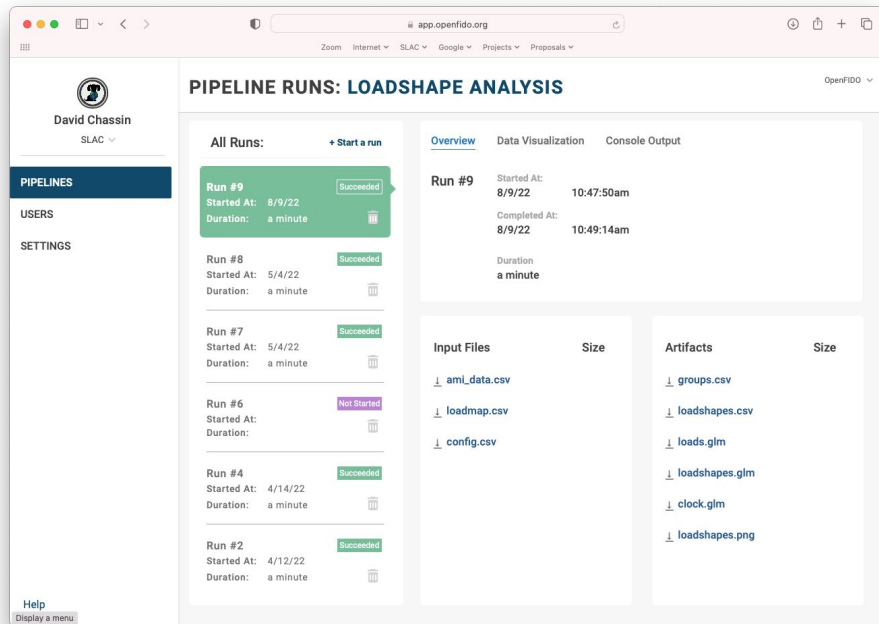 app.openfido.org
Zoom Internet SLAC Google Projects Proposals
David Chassin
SLAC
PIPELINES
USERS
SETTINGS
Help
Display a menu
PIPELINE RUNS: LOADSHAPE ANALYSIS
OpenFIDO
All Runs:
+ Start a run
Run #9
Succeeded
Started At: 8/9/22
Duration: a minute
Run #8
Succeeded
Started At: 5/4/22
Duration: a minute
Run #7
Succeeded
Started At: 5/4/22
Duration: a minute
Run #6
Not Started
Started At:
Duration:
Run #4
Succeeded
Started At: 4/14/22
Duration: a minute
Run #2
Succeeded
Started At: 4/12/22
Duration: a minute
Overview Data Visualization Console Output
Run #9
Started At:
8/9/22 10:47:50am
Completed At:
8/9/22 10:49:14am
Duration
a minute
Input Files Size
ami_data.csv
loadmap.csv
config.csv
Artifacts Size
groups.csv
loadshapes.csv
loads.glm
loadshapes.glm
clock.glm
loadshapes.png